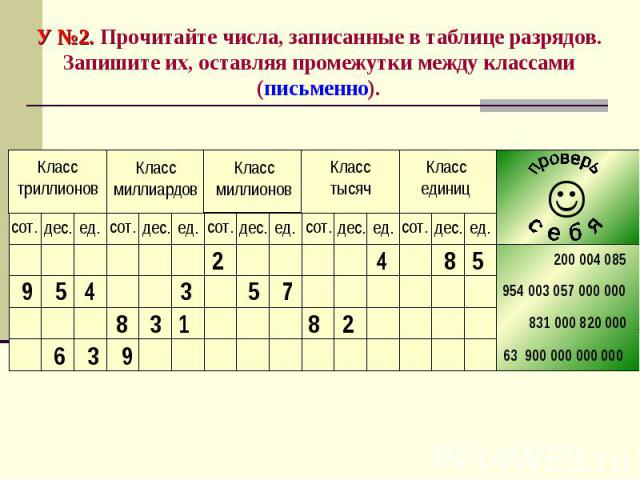 У №2. Прочитайте числа, записанные в таблице разрядов.
Запишите их, оставляя промежутки между классами
(письменно).
Класс триллионов Класс миллиардов Класс миллионов Класс тысяч Класс единиц проверь себя
сот. дес. ед. сот. дес. ед. сот. дес. ед. сот. дес. ед. сот. дес. ед.
2 4 8 5 200 004 085
9 5 4 3 5 7 954 003 057 000 000
8 3 1 8 2 831 000 820 000
6 3 9 63 900 000 000 000
PPt4WEB.ru